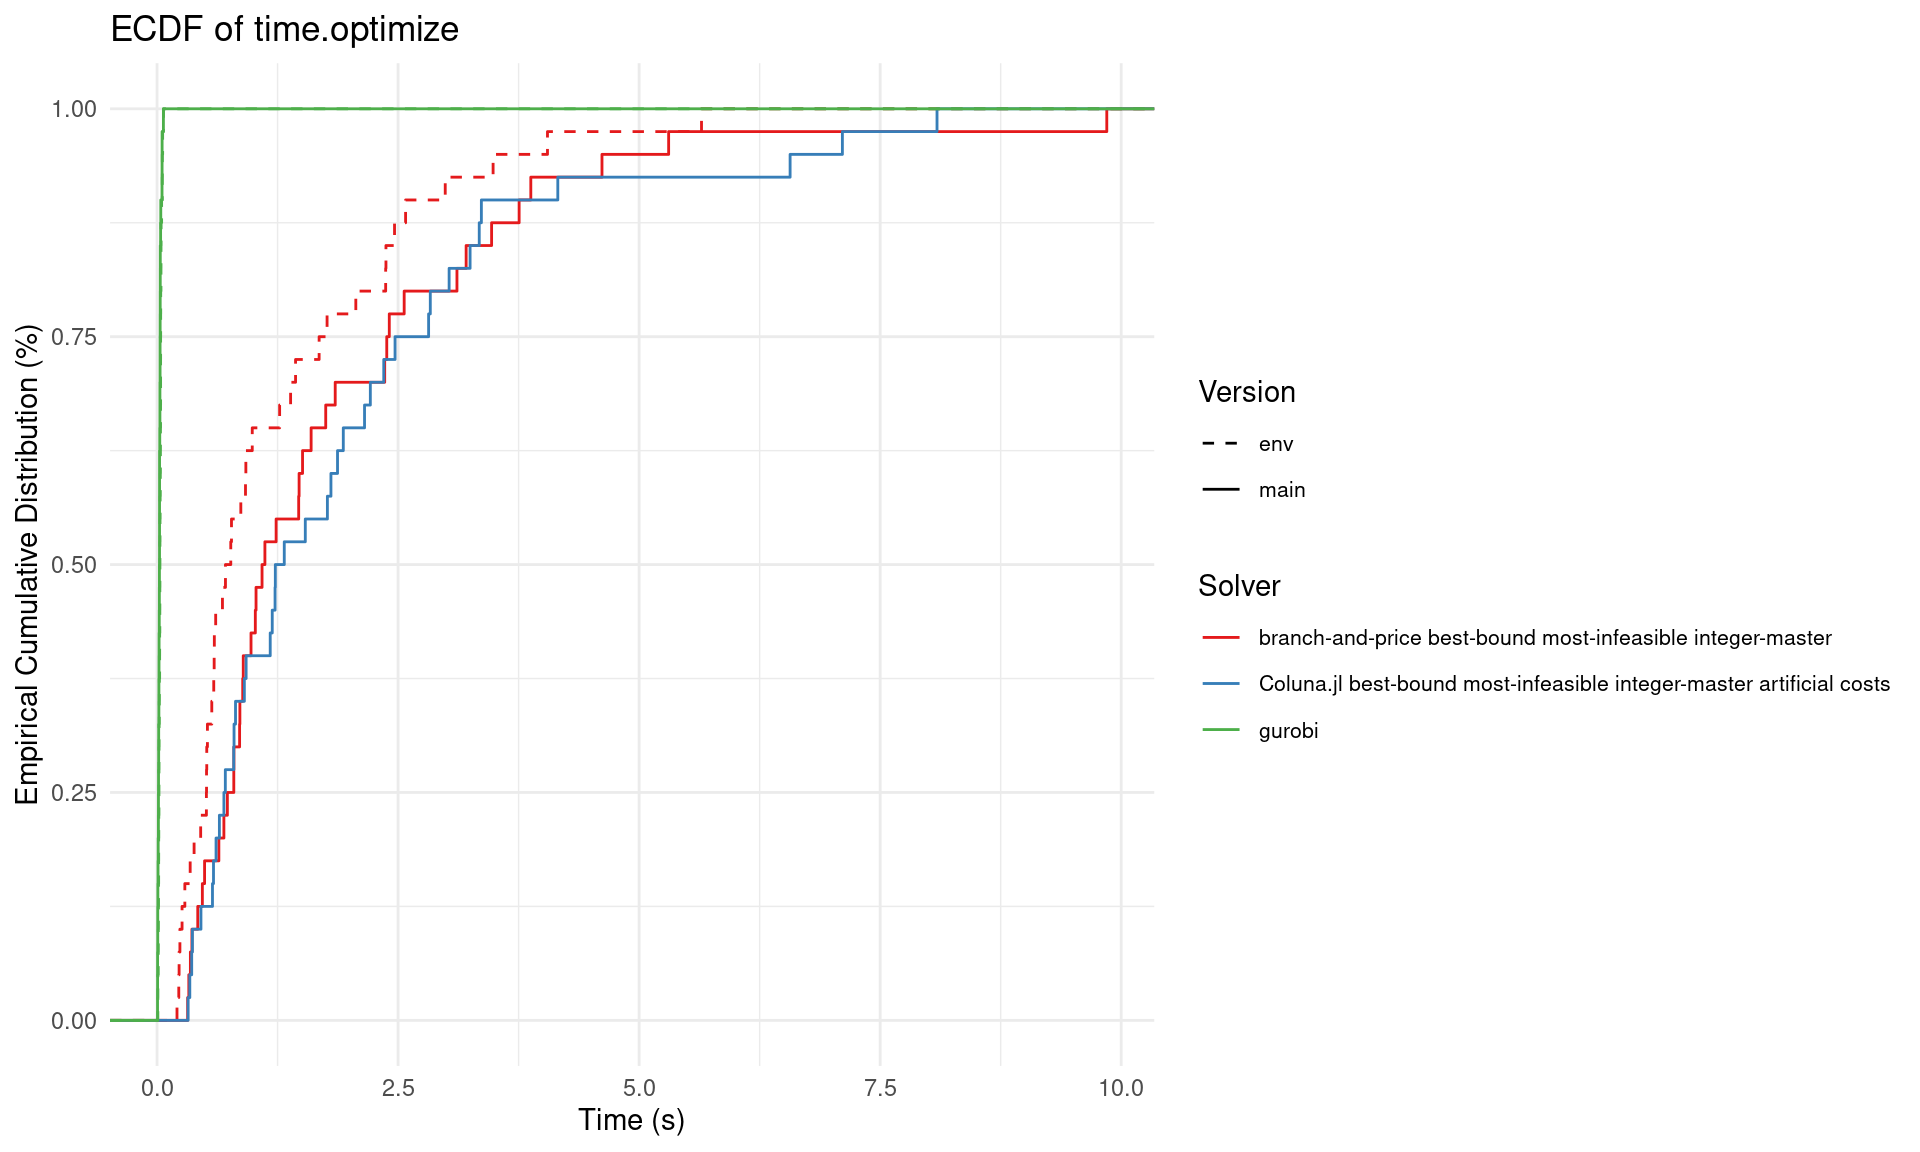 ECDF of time.optimize
Empirical Cumulative Distribution (%)
1.00
0.75
0.50
0.25
0.00
0.0 2.5 5.0 7.5 10.0
Time (s)
Version
env
main
Solver
branch-and-price best-bound most-infeasible integer-master
Coluna.jl best-bound most-infeasible integer-master artificial costs
gurobi